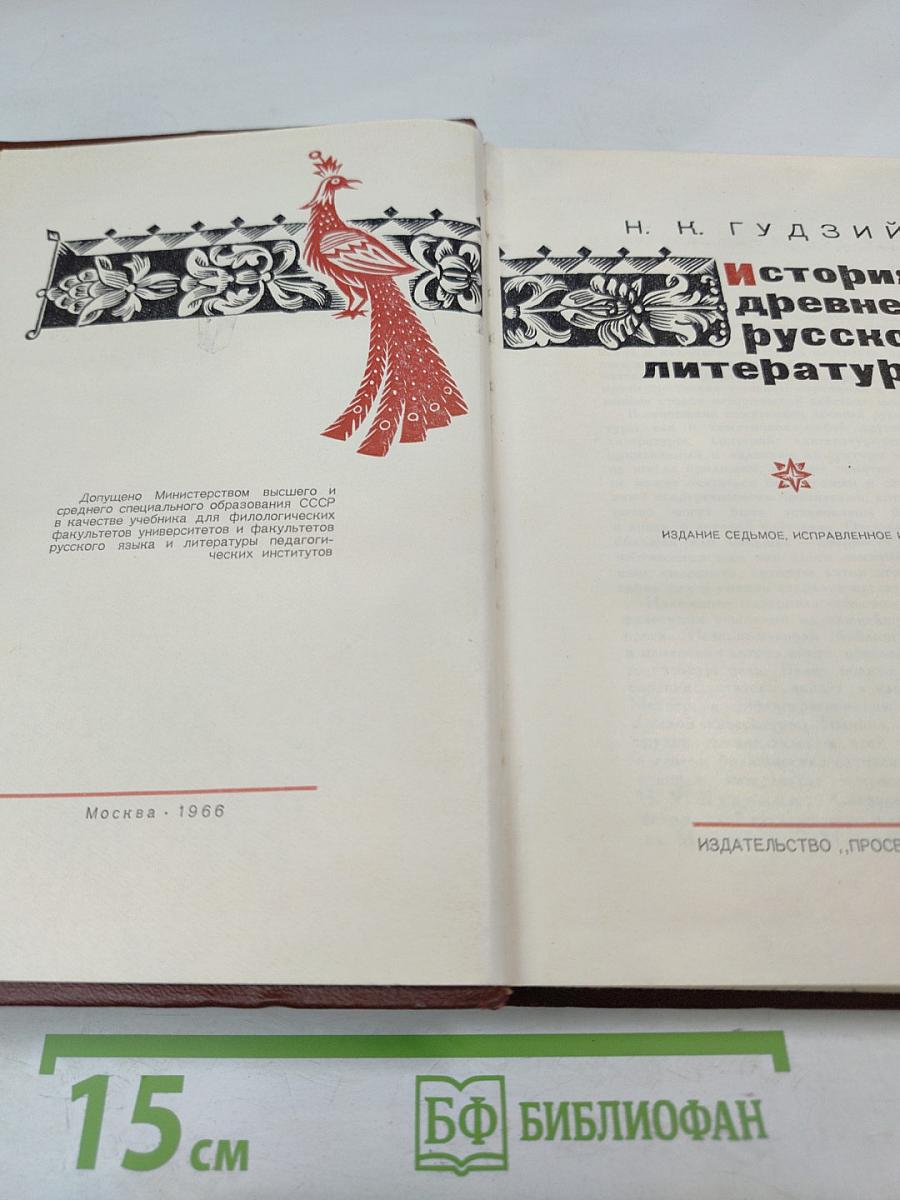 Допущено Министерством высшего и
среднего специального образования СССР
в качестве учебника для филологических
факультетов университетов и факультетов
русского языка и литературы педагоги-
ческих институтов
Москва · 1966
Н. К. ГУДЗИЙ
История
древне
русско
литератур
ИЗДАНИЕ СЕДЬМОЕ, ИСПРАВЛЕННОЕ И
ИЗДАТЕЛЬСТВО „ПРОСВ
15 см
БФ БИБЛИОФАН